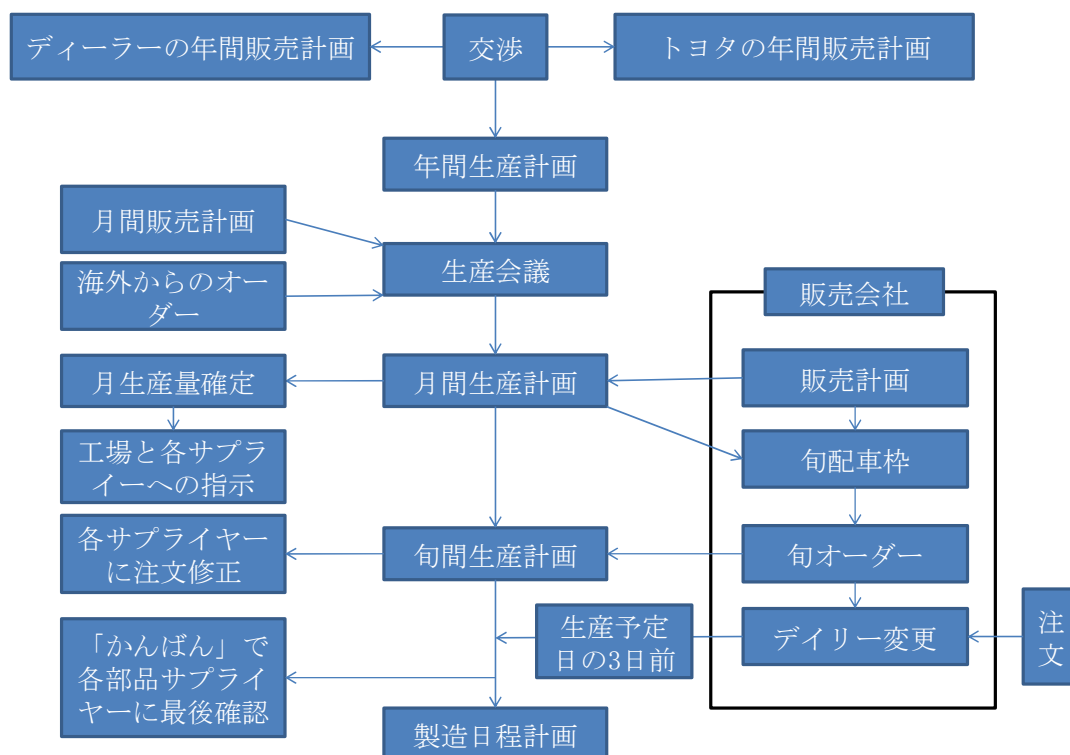 ディーラーの年間販売計画
交渉
トヨタの年間販売計画
年間生産計画
月間販売計画
生産会議
海外からのオー
ダー
販売会社
月生産量確定
月間生産計画
販売計画
工場と各サプラ
イーへの指示
旬配車枠
各サプライヤー
に注文修正
旬間生産計画
旬オーダー
「かんばん」で
各部品サプライ
ヤーに最後確認
生産予定
日の3日前
デイリー変更
注
文
製造日程計画